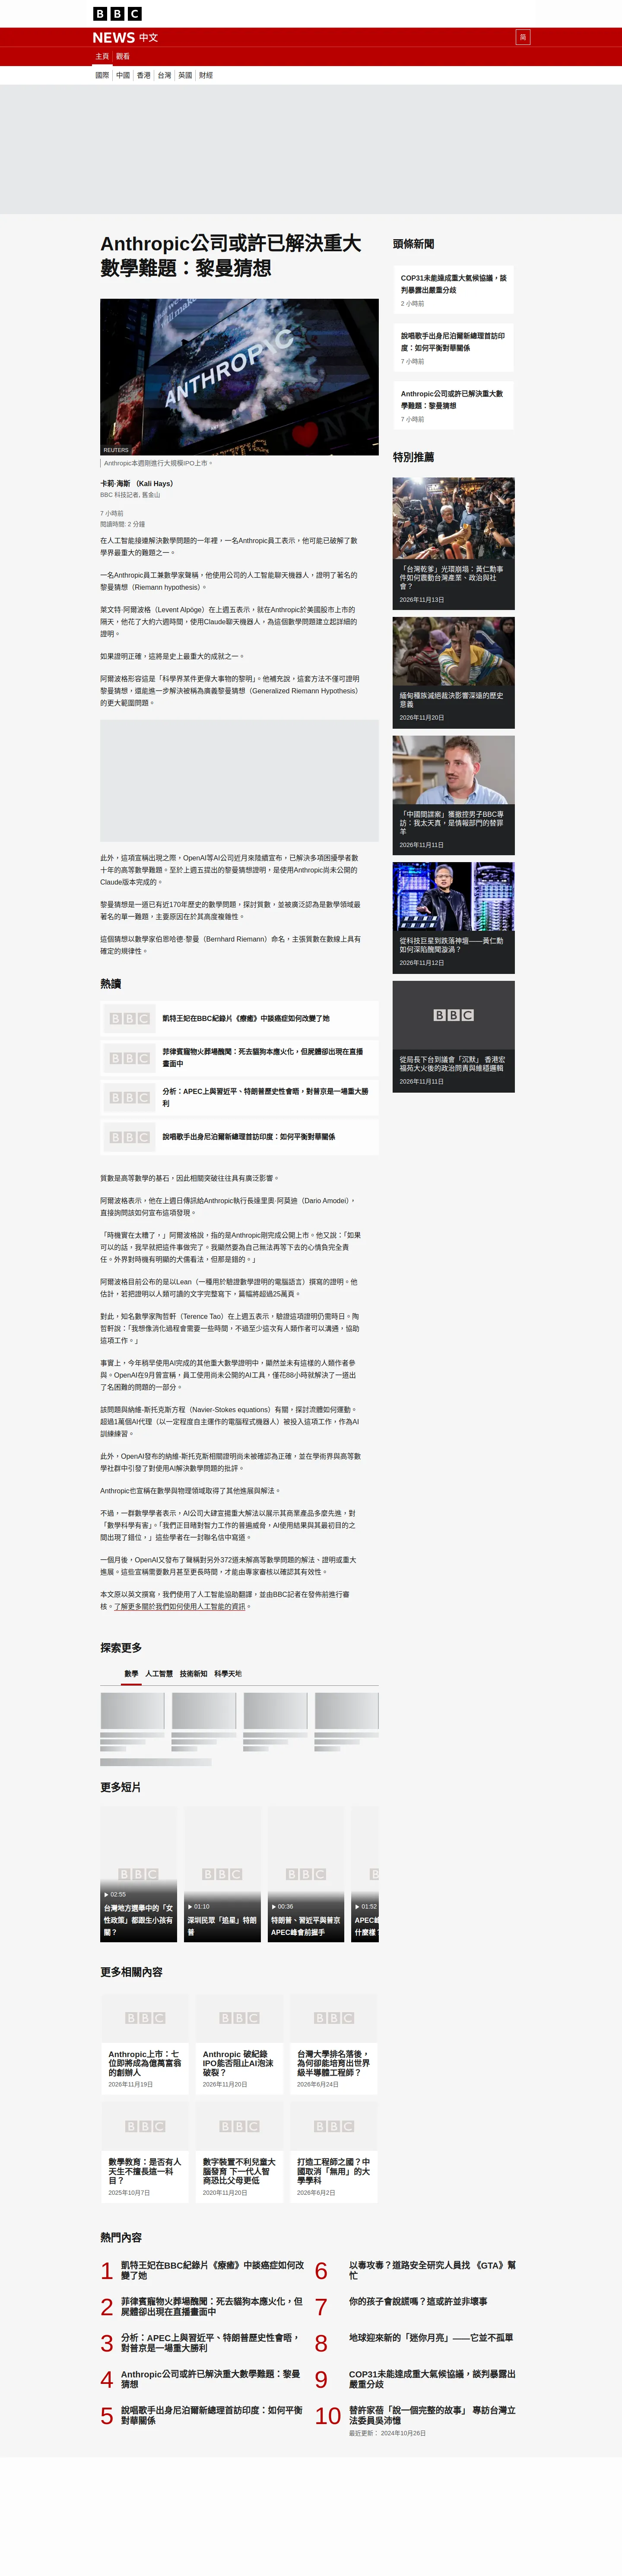 BBC
NEWS 中文
简
主頁
觀看
國際
中國
香港
台灣
英國
財經
Anthropic公司或許已解決重大
數學難題：黎曼猜想
ANTHROP\C
REUTERS
Anthropic本週剛進行大規模IPO上市。
卡莉·海斯 （Kali Hays）
BBC 科技記者, 舊金山
7 小時前
閱讀時間: 2 分鐘
在人工智能接連解決數學問題的一年裡，一名Anthropic員工表示，他可能已破解了數
學界最重大的難題之一。
一名Anthropic員工兼數學家聲稱，他使用公司的人工智能聊天機器人，證明了著名的
黎曼猜想（Riemann hypothesis）。
萊文特·阿爾波格（Levent Alpöge）在上週五表示，就在Anthropic於美國股市上市的
隔天，他花了大約六週時間，使用Claude聊天機器人，為這個數學問題建立起詳細的
證明。
如果證明正確，這將是史上最重大的成就之一。
阿爾波格形容這是「科學界某件更偉大事物的黎明」。他補充說，這套方法不僅可證明
黎曼猜想，還能進一步解決被稱為廣義黎曼猜想（Generalized Riemann Hypothesis）
的更大範圍問題。
此外，這項宣稱出現之際，OpenAI等AI公司近月來陸續宣布，已解決多項困擾學者數
十年的高等數學難題。至於上週五提出的黎曼猜想證明，是使用Anthropic尚未公開的
Claude版本完成的。
黎曼猜想是一道已有近170年歷史的數學問題，探討質數，並被廣泛認為是數學領域最
著名的單一難題，主要原因在於其高度複雜性。
這個猜想以數學家伯恩哈德·黎曼（Bernhard Riemann）命名，主張質數在數線上具有
確定的規律性。
熱讀
BBC
凱特王妃在BBC紀錄片《療癒》中談癌症如何改變了她
BBC
菲律賓寵物火葬場醜聞：死去貓狗本應火化，但屍體卻出現在直播
畫面中
BBC
分析：APEC上與習近平、特朗普歷史性會晤，對普京是一場重大勝
利
BBC
說唱歌手出身尼泊爾新總理首訪印度：如何平衡對華關係
質數是高等數學的基石，因此相關突破往往具有廣泛影響。
阿爾波格表示，他在上週日傳訊給Anthropic執行長達里奧·阿莫迪（Dario Amodei），
直接詢問該如何宣布這項發現。
「時機實在太糟了，」阿爾波格說，指的是Anthropic剛完成公開上市。他又說：「如果
可以的話，我早就把這件事做完了。我顯然要為自己無法再等下去的心情負完全責
任。外界對時機有明顯的犬儒看法，但那是錯的。」
阿爾波格目前公布的是以Lean（一種用於驗證數學證明的電腦語言）撰寫的證明。他
估計，若把證明以人類可讀的文字完整寫下，篇幅將超過25萬頁。
對此，知名數學家陶哲軒（Terence Tao）在上週五表示，驗證這項證明仍需時日。陶
哲軒說：「我想像消化過程會需要一些時間，不過至少這次有人類作者可以溝通，協助
這項工作。」
事實上，今年稍早使用AI完成的其他重大數學證明中，顯然並未有這樣的人類作者參
與。OpenAI在9月曾宣稱，員工使用尚未公開的AI工具，僅花88小時就解決了一道出
了名困難的問題的一部分。
該問題與納維-斯托克斯方程（Navier-Stokes equations）有關，探討流體如何運動。
超過1萬個AI代理（以一定程度自主運作的電腦程式機器人）被投入這項工作，作為AI
訓練練習。
此外，OpenAI發布的納維-斯托克斯相關證明尚未被確認為正確，並在學術界與高等數
學社群中引發了對使用AI解決數學問題的批評。
Anthropic也宣稱在數學與物理領域取得了其他進展與解法。
不過，一群數學學者表示，AI公司大肆宣揚重大解法以展示其商業產品多麼先進，對
「數學科學有害」。「我們正目睹對智力工作的普遍威脅，AI使用結果與其最初目的之
間出現了錯位，」這些學者在一封聯名信中寫道。
一個月後，OpenAI又發布了聲稱對另外372道未解高等數學問題的解法、證明或重大
進展。這些宣稱需要數月甚至更長時間，才能由專家審核以確認其有效性。
本文原以英文撰寫，我們使用了人工智能協助翻譯，並由BBC記者在發佈前進行審
核。了解更多關於我們如何使用人工智能的資訊。
探索更多
數學
人工智慧
技術新知
科學天地
更多短片
BBC
02:55
台灣地方選舉中的「女
性政策」都跟生小孩有
關？
BBC
01:10
深圳民眾「追星」特朗
普
BBC
00:36
特朗普、習近平與普京
APEC峰會前握手
01:52
更多相關內容
BBC
Anthropic上市：七
位即將成為億萬富翁
的創辦人
2026年11月19日
BBC
Anthropic 破紀錄
IPO能否阻止AI泡沫
破裂？
2026年11月20日
BBC
台灣大學排名落後，
為何卻能培育出世界
級半導體工程師？
2026年6月24日
BBC
數學教育：是否有人
天生不擅長這一科
目？
2025年10月7日
BBC
數字裝置不利兒童大
腦發育 下一代人智
商恐比父母更低
2020年11月20日
BBC
打造工程師之國？中
國取消「無用」的大
學學科
2026年6月2日
熱門內容
1 凱特王妃在BBC紀錄片《療癒》中談癌症如何改
變了她
2 菲律賓寵物火葬場醜聞：死去貓狗本應火化，但
屍體卻出現在直播畫面中
3 分析：APEC上與習近平、特朗普歷史性會晤，
對普京是一場重大勝利
4 Anthropic公司或許已解決重大數學難題：黎曼
猜想
5 說唱歌手出身尼泊爾新總理首訪印度：如何平衡
對華關係
6 以毒攻毒？道路安全研究人員找 《GTA》幫
忙
7 你的孩子會說謊嗎？這或許並非壞事
8 地球迎來新的「迷你月亮」——它並不孤單
9 COP31未能達成重大氣候協議，談判暴露出
嚴重分歧
10 替許家蓓「說一個完整的故事」 專訪台灣立
法委員吳沛憶
最近更新： 2024年10月26日
頭條新聞
COP31未能達成重大氣候協議，談
判暴露出嚴重分歧
2 小時前
說唱歌手出身尼泊爾新總理首訪印
度：如何平衡對華關係
7 小時前
Anthropic公司或許已解決重大數
學難題：黎曼猜想
7 小時前
特別推薦
「台灣乾爹」光環崩塌：黃仁勳事
件如何震動台灣產業、政治與社
會？
2026年11月13日
緬甸種族滅絕裁決影響深遠的歷史
意義
2026年11月20日
「中國間諜案」獲撤控男子BBC專
訪：我太天真，是情報部門的替罪
羊
2026年11月11日
從科技巨星到跌落神壇——黃仁勳
如何深陷醜聞漩渦？
2026年11月12日
BBC
從局長下台到議會「沉默」 香港宏
福苑大火後的政治問責與維穩邏輯
2026年11月11日